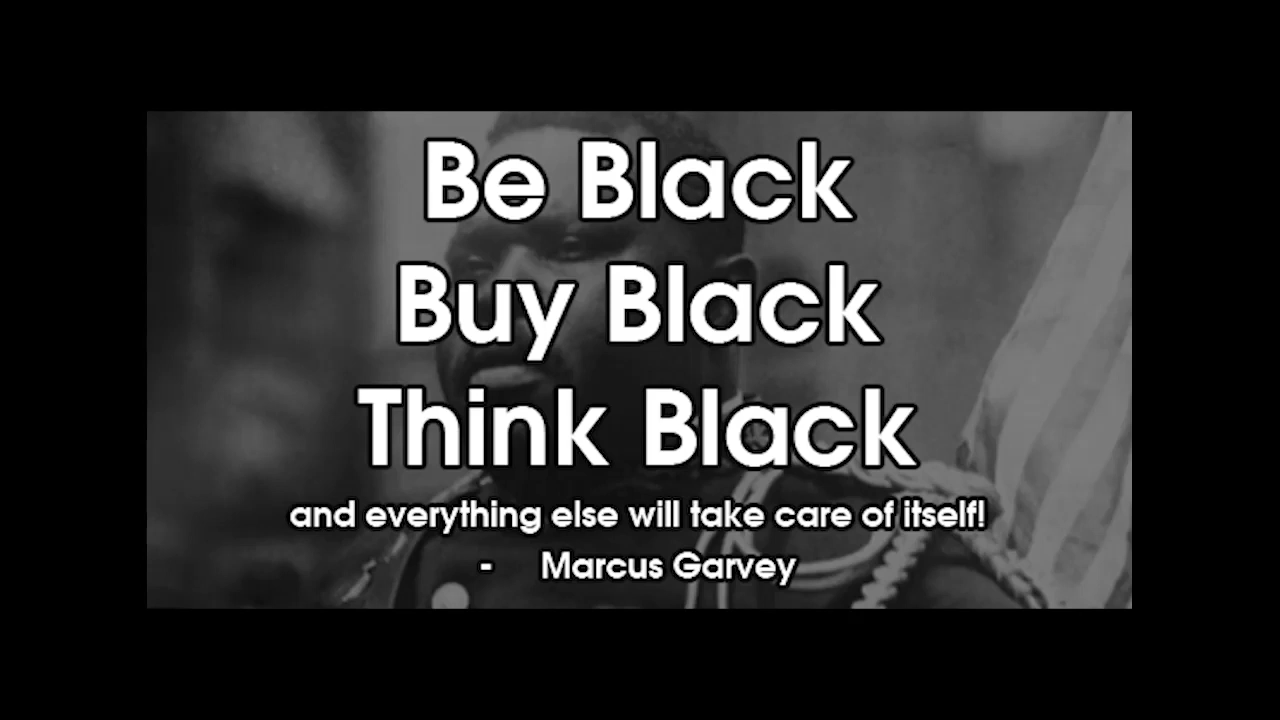 Be Black
Buy Black
Think Black
and everything else will take care of itself!
- Marcus Garvey